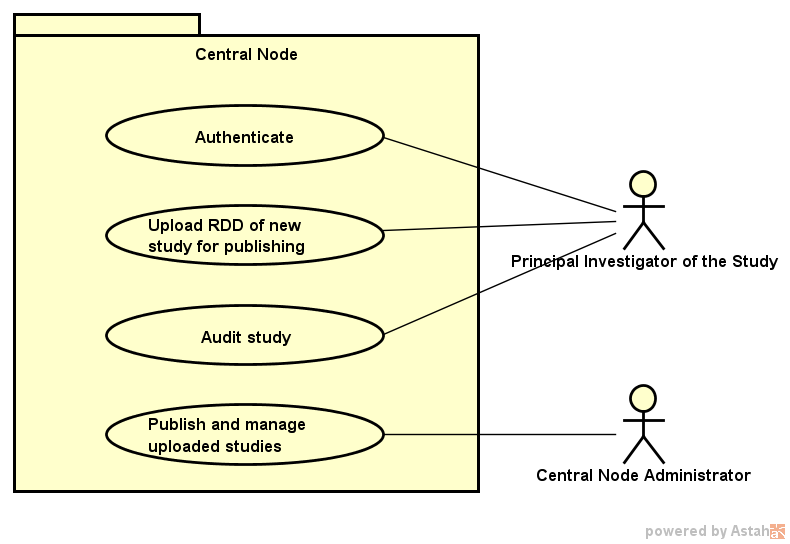 Central Node
Authenticate
Upload RDD of new
study for publishing
Principal Investigator of the Study
Audit study
Publish and manage
uploaded studies
Central Node Administrator
powered by Astah